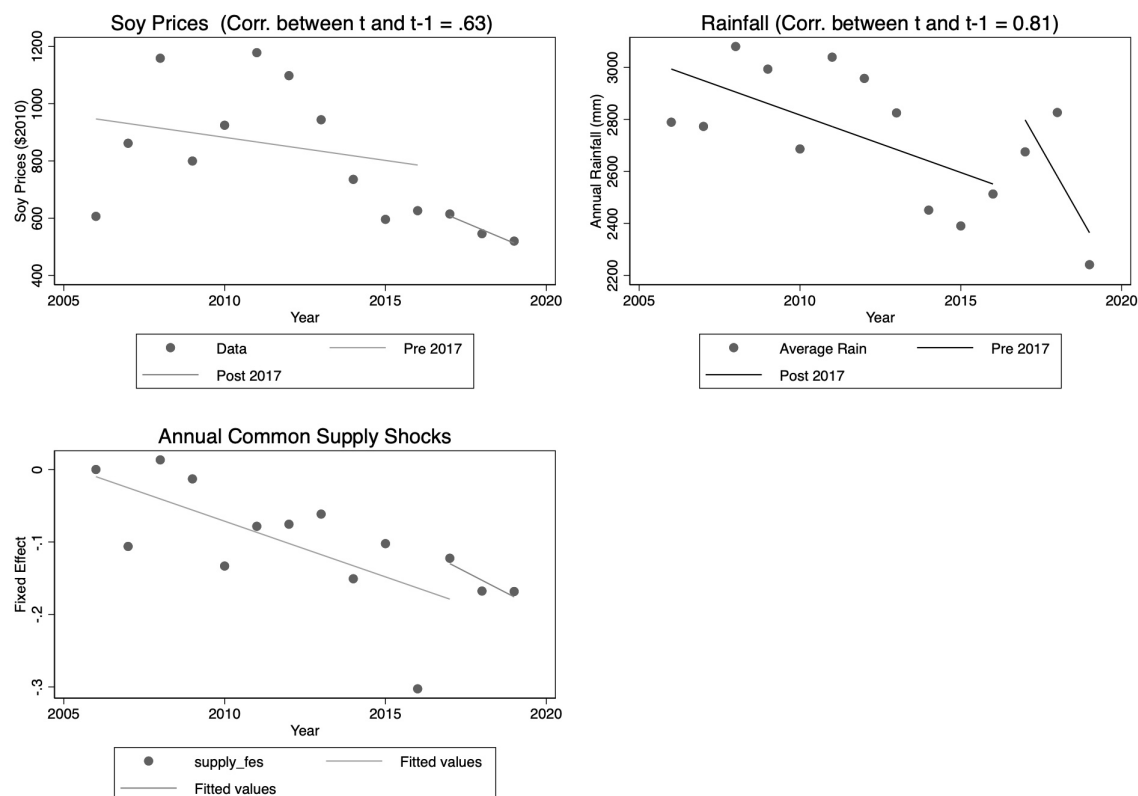 Soy Prices (Corr. between t and t-1 = .63)
Soy Prices ($2010)
1200
1000
800
600
400
2005 2010 2015 2020
Year
Data Pre 2017
Post 2017
Rainfall (Corr. between t and t-1 = 0.81)
Annual Rainfall (mm)
3000
2800
2600
2400
2200
2005 2010 2015 2020
Year
Average Rain Pre 2017
Post 2017
Annual Common Supply Shocks
Fixed Effect
0
-.1
-.2
-.3
2005 2010 2015 2020
Year
supply_fes Fitted values
Fitted values